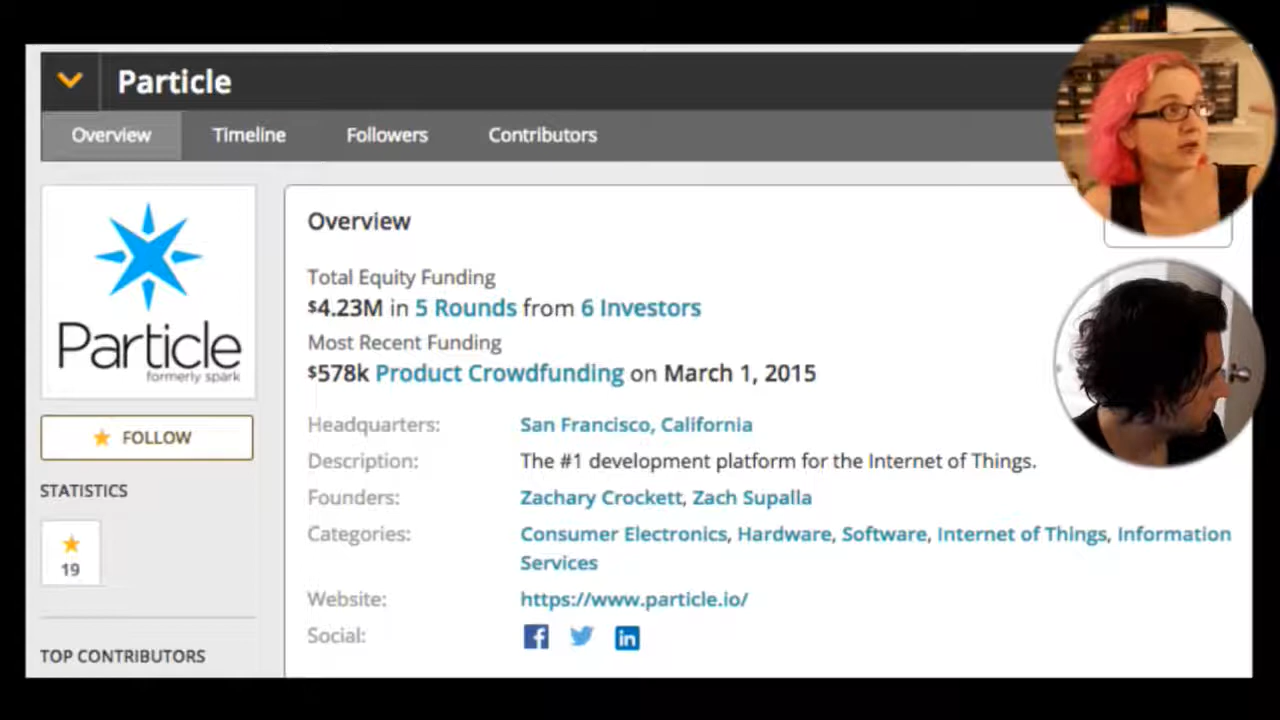 Particle
Overview Timeline Followers Contributors
Particle
formerly spark
FOLLOW
STATISTICS
19
TOP CONTRIBUTORS
Overview
Total Equity Funding
$4.23M in 5 Rounds from 6 Investors
Most Recent Funding
$578k Product Crowdfunding on March 1, 2015
Headquarters: San Francisco, California
Description: The #1 development platform for the Internet of Things.
Founders: Zachary Crockett, Zach Supalla
Categories: Consumer Electronics, Hardware, Software, Internet of Things, Information
Services
Website: https://www.particle.io/
Social: f in